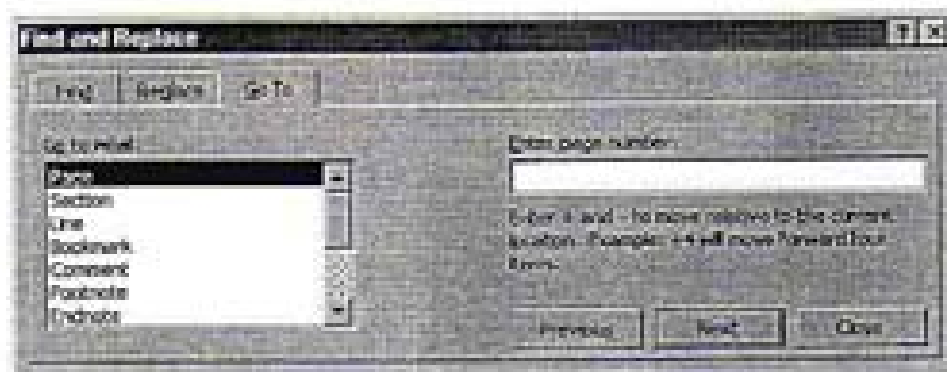 Find and Replace
Find Replace Go To
Go to what
Page
Section
Line
Bookmark
Comment
Footnote
Endnote
Enter page number:
Enter + and - to move relative to the current
location. Example: +4 will move forward four
items.
Previous Next Close